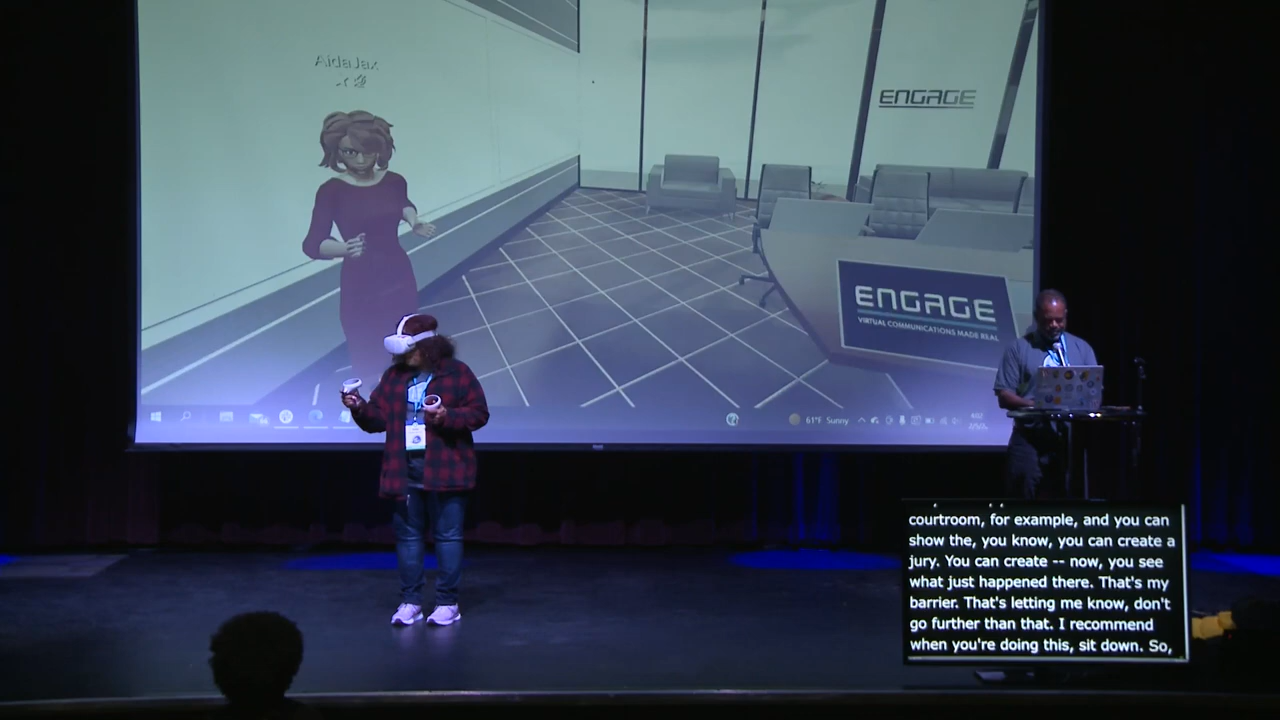 AidaJax
ENGAGE
ENGAGE
VIRTUAL COMMUNICATIONS MADE REAL
61°F Sunny
courtroom, for example, and you can
show the, you know, you can create a
jury. You can create -- now, you see
what just happened there. That's my
barrier. That's letting me know, don't
go further than that. I recommend
when you're doing this, sit down. So,